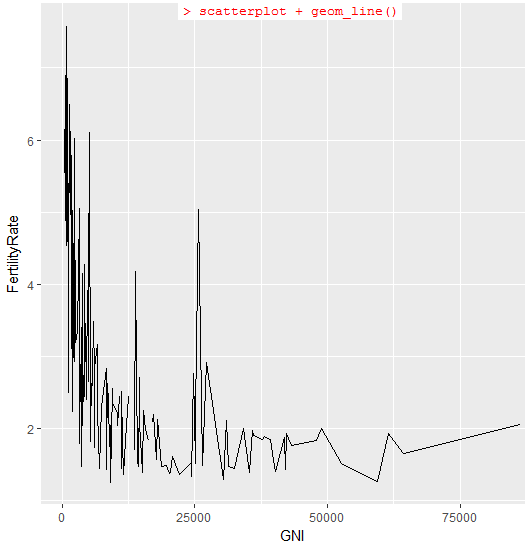 > scatterplot + geom_line()
6
4
2
FertilityRate
0 25000 50000 75000
GNI